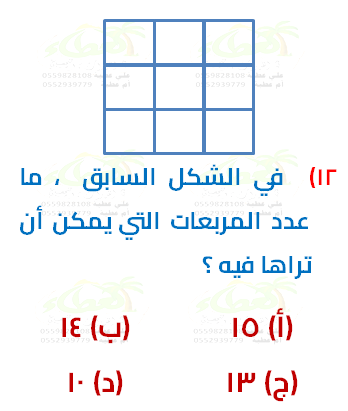 ١٢) في الشكل السابق ، ما
عدد المربعات التي يمكن أن
تراها فيه ؟
(أ) ١٥ (ب) ١٤
(ج) ١٣ (د) ١٠